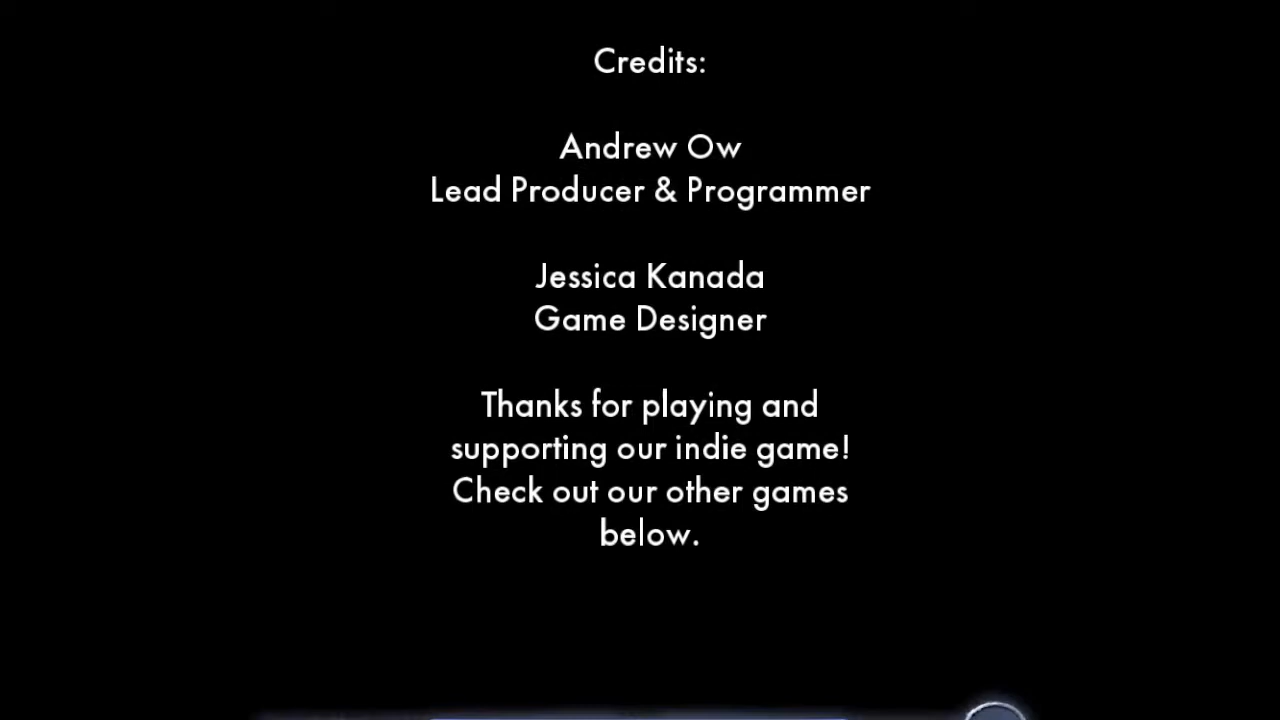 Credits:
Andrew Ow
Lead Producer & Programmer
Jessica Kanada
Game Designer
Thanks for playing and
supporting our indie game!
Check out our other games
below.